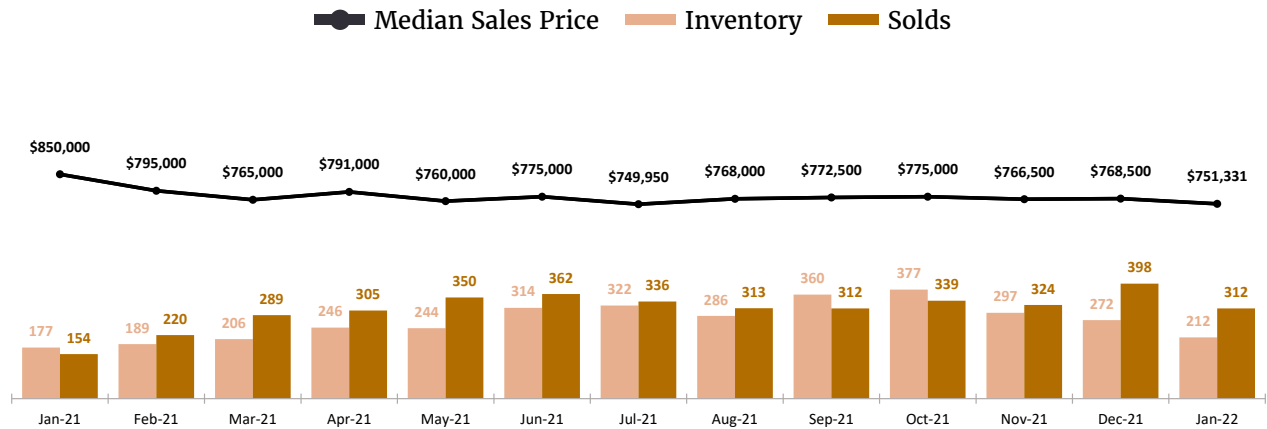 Median Sales Price Inventory Solds
$850,000 $795,000 $765,000 $791,000 $760,000 $775,000 $749,950 $768,000 $772,500 $775,000 $766,500 $768,500 $751,331
177 154 189 220 206 289 246 305 244 350 314 362 322 336 286 313 360 312 377 339 297 324 272 398 212 312
Jan-21 Feb-21 Mar-21 Apr-21 May-21 Jun-21 Jul-21 Aug-21 Sep-21 Oct-21 Nov-21 Dec-21 Jan-22